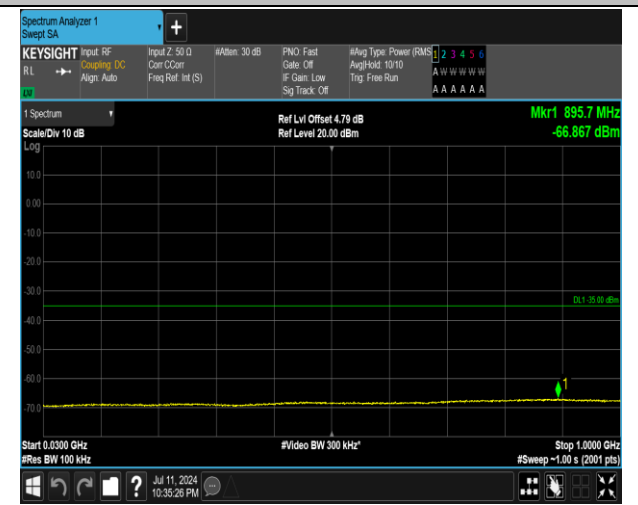 Spectrum Analyzer 1
Swept SA
+
KEYSIGHT Input: RF Input Z: 50 Ω #Atten: 30 dB PNO: Fast #Avg Type: Power (RMS 1 2 3 4 5 6
RL Coupling: DC Corr CCorr Gate: Off Avg|Hold: 10/10 A W W W W W
Align: Auto Freq Ref: Int (S) IF Gain: Low Trig: Free Run
Sig Track: Off A A A A A A
1 Spectrum
Ref Lvl Offset 4.79 dB Mkr1 895.7 MHz
Scale/Div 10 dB Ref Level 20.00 dBm -66.867 dBm
Log
10.0
0.00
-10.0
-20.0
-30.0
DL1 -35.00 dBm
-40.0
-50.0
-60.0
1
-70.0
Start 0.0300 GHz #Video BW 300 kHz* Stop 1.0000 GHz
#Res BW 100 kHz #Sweep ~1.00 s (2001 pts)
? Jul 11, 2024
10:35:26 PM